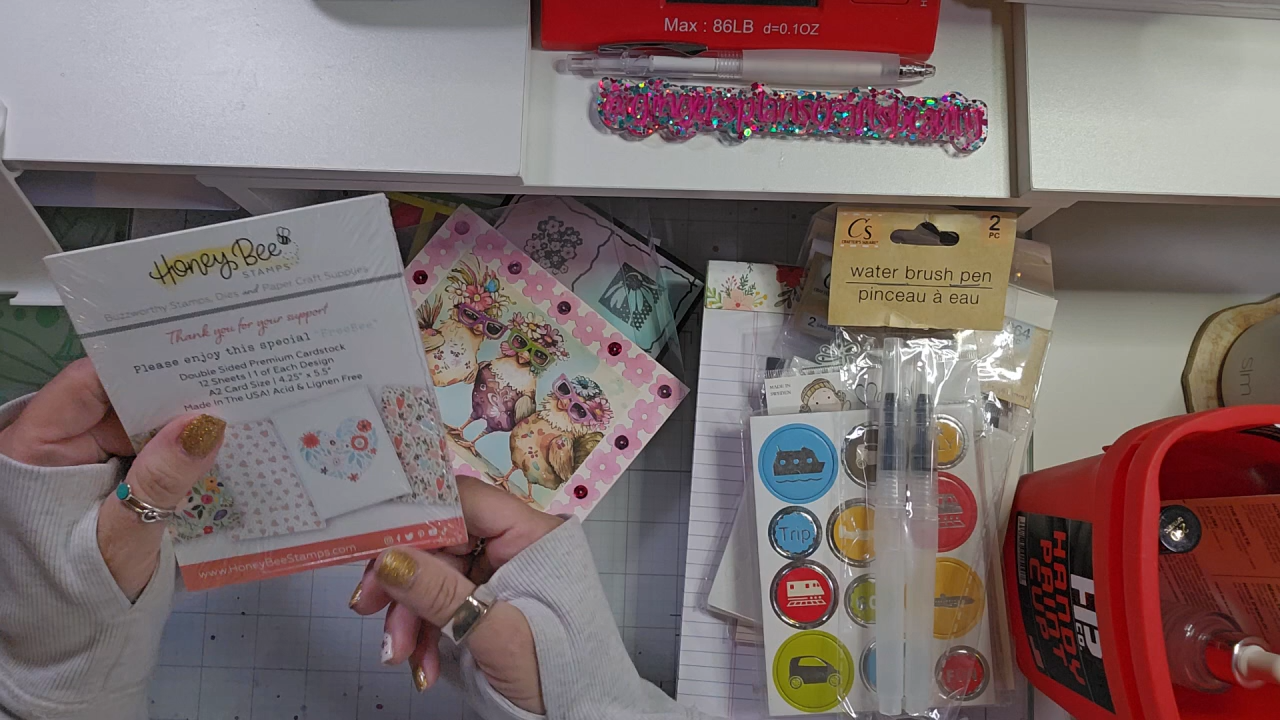 Max : 86LB d=0.1OZ
Honey Bee
STAMPS
Buzzworthy Stamps, Dies and Paper Craft Supplies
Thank you for your support
Please enjoy this special "FreeBee"
Double Sided Premium Cardstock
12 Sheets | 1 of Each Design
A2 Card Size | 4.25" x 5.5"
Made In The USA! Acid & Lignen Free
www.HoneyBeeStamps.com
Cs
2
PC
water brush pen
pinceau à eau
Trip
HANDY
PAINT
CUP